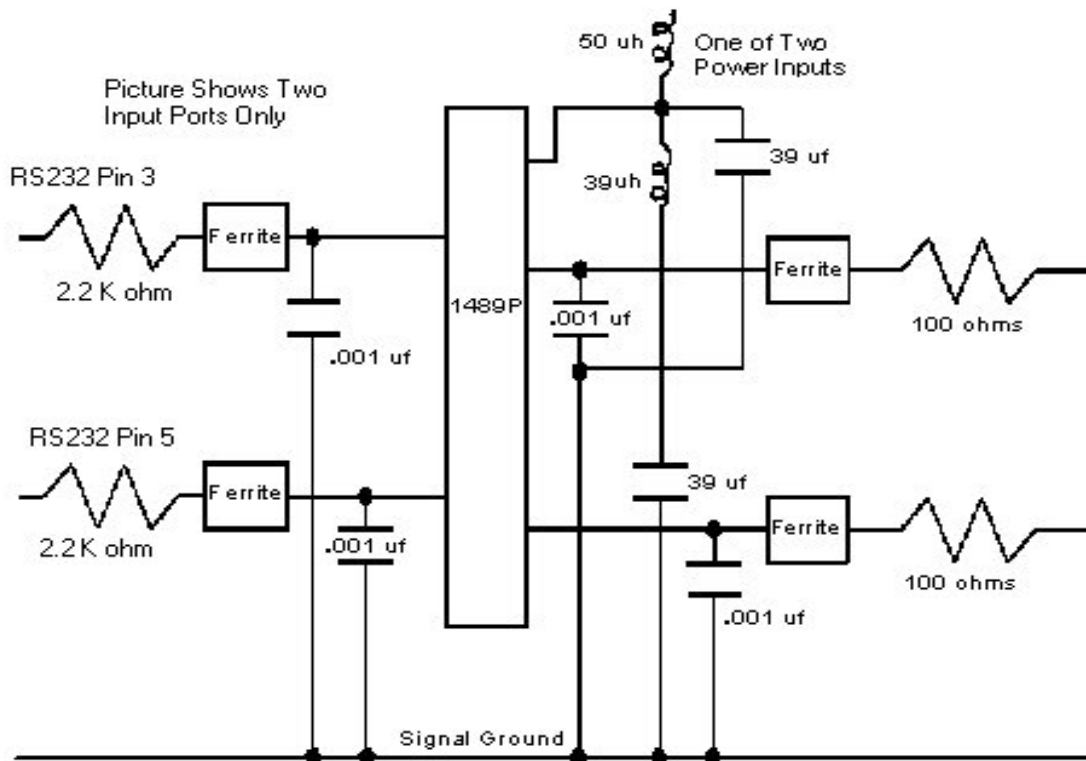 50 uh
One of Two
Power Inputs
Picture Shows Two
Input Ports Only
39 uf
RS232 Pin 3
39uh
Ferrite
Ferrite
2.2 K ohm
1489P
.001 uf
100 ohms
.001 uf
RS232 Pin 5
39 uf
Ferrite
Ferrite
2.2K ohm
.001 uf
100 ohms
.001 uf
Signal Ground